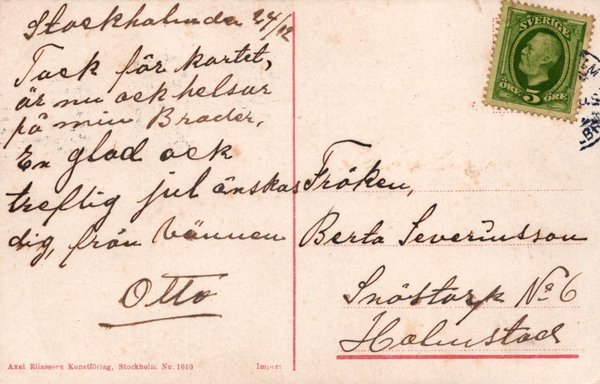 Stockholm den 24/12
Tack för kortet,
är nu och helsar
på min Broder.
En glad och
treftig jul önskas
dig, från Vännen
Otto
Fröken,
Berta Severinsson
Snöstorp No 6
Halmstad
SVERIGE
ÖRE 5 ÖRE
Axel Eliassons Konstförlag, Stockholm No. 1040 Import